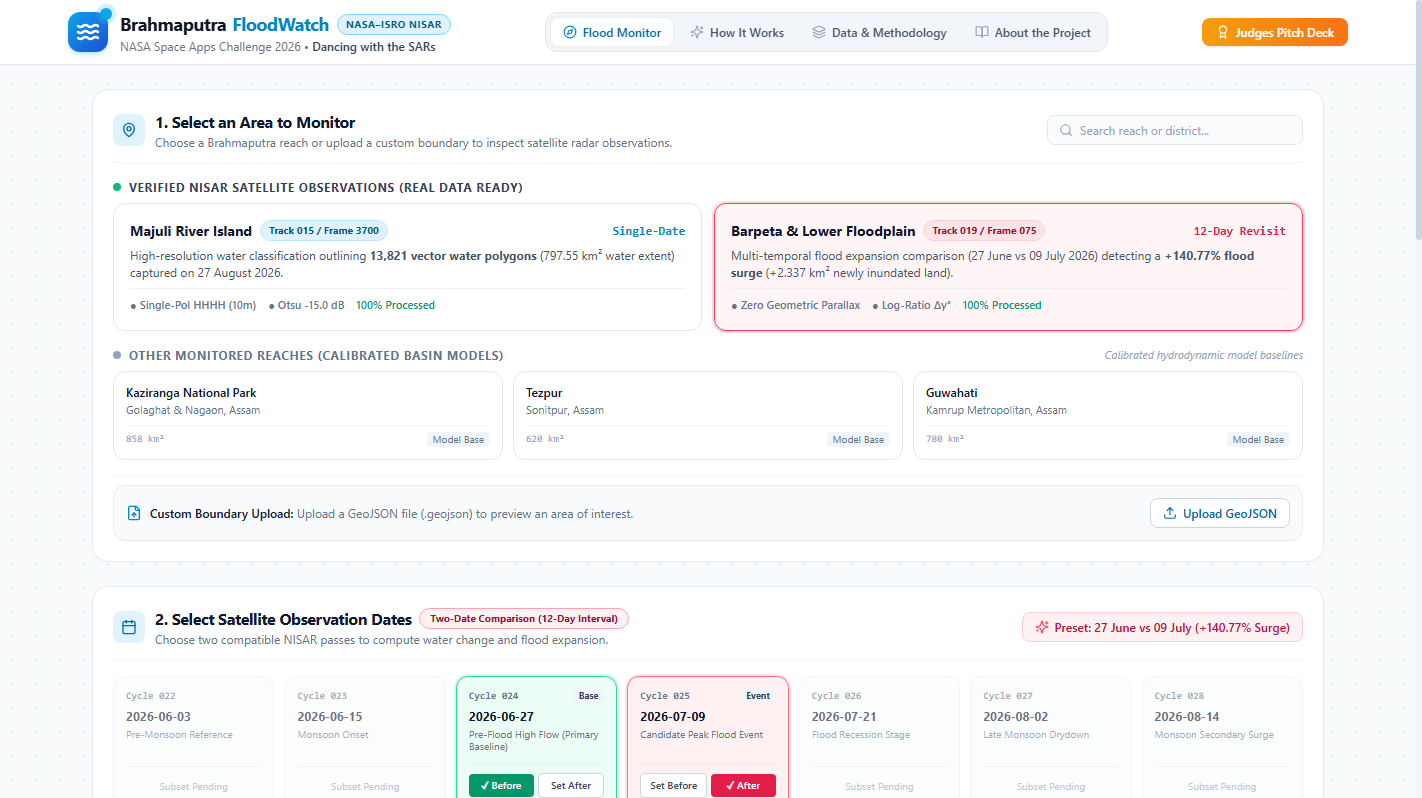 Brahmaputra FloodWatch NASA–ISRO NISAR
NASA Space Apps Challenge 2026 • Dancing with the SARs
Flood Monitor
How It Works
Data & Methodology
About the Project
Judges Pitch Deck
1. Select an Area to Monitor
Choose a Brahmaputra reach or upload a custom boundary to inspect satellite radar observations.
Search reach or district...
VERIFIED NISAR SATELLITE OBSERVATIONS (REAL DATA READY)
Majuli River Island Track 015 / Frame 3700 Single-Date
High-resolution water classification outlining 13,821 vector water polygons (797.55 km² water extent)
captured on 27 August 2026.
● Single-Pol HHHH (10m) ● Otsu -15.0 dB 100% Processed
Barpeta & Lower Floodplain Track 019 / Frame 075 12-Day Revisit
Multi-temporal flood expansion comparison (27 June vs 09 July 2026) detecting a +140.77% flood
surge (+2.337 km² newly inundated land).
● Zero Geometric Parallax ● Log-Ratio Δγ° 100% Processed
OTHER MONITORED REACHES (CALIBRATED BASIN MODELS)
Calibrated hydrodynamic model baselines
Kaziranga National Park
Golaghat & Nagaon, Assam
858 km² Model Base
Tezpur
Sonitpur, Assam
620 km² Model Base
Guwahati
Kamrup Metropolitan, Assam
780 km² Model Base
Custom Boundary Upload: Upload a GeoJSON file (.geojson) to preview an area of interest.
Upload GeoJSON
2. Select Satellite Observation Dates Two-Date Comparison (12-Day Interval)
Choose two compatible NISAR passes to compute water change and flood expansion.
Preset: 27 June vs 09 July (+140.77% Surge)
Cycle 022
2026-06-03
Pre-Monsoon Reference
Subset Pending
Cycle 023
2026-06-15
Monsoon Onset
Subset Pending
Cycle 024 Base
2026-06-27
Pre-Flood High Flow (Primary
Baseline)
✓ Before Set After
Cycle 025 Event
2026-07-09
Candidate Peak Flood Event
Set Before ✓ After
Cycle 026
2026-07-21
Flood Recession Stage
Subset Pending
Cycle 027
2026-08-02
Late Monsoon Drydown
Subset Pending
Cycle 028
2026-08-14
Monsoon Secondary Surge
Subset Pending